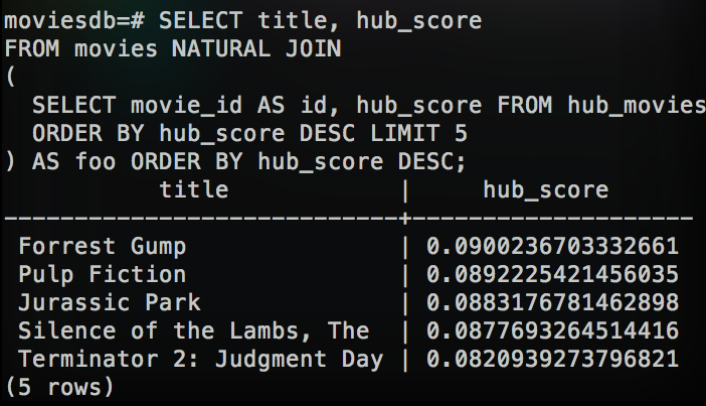 moviesdb=# SELECT title, hub_score
FROM movies NATURAL JOIN
(
  SELECT movie_id AS id, hub_score FROM hub_movies
  ORDER BY hub_score DESC LIMIT 5
) AS foo ORDER BY hub_score DESC;
           title            |     hub_score
----------------------------+--------------------
 Forrest Gump               | 0.0900236703332661
 Pulp Fiction               | 0.0892225421456035
 Jurassic Park              | 0.0883176781462898
 Silence of the Lambs, The  | 0.0877693264514416
 Terminator 2: Judgment Day | 0.0820939273796821
(5 rows)